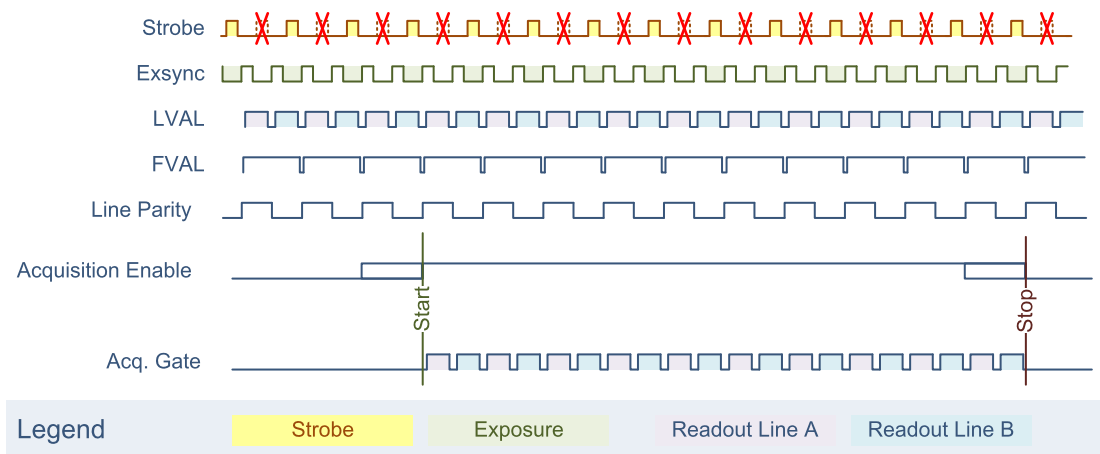 Strobe
Exsync
LVAL
FVAL
Line Parity
Acquisition Enable
Start
Stop
Acq. Gate
Legend
Strobe
Exposure
Readout Line A
Readout Line B